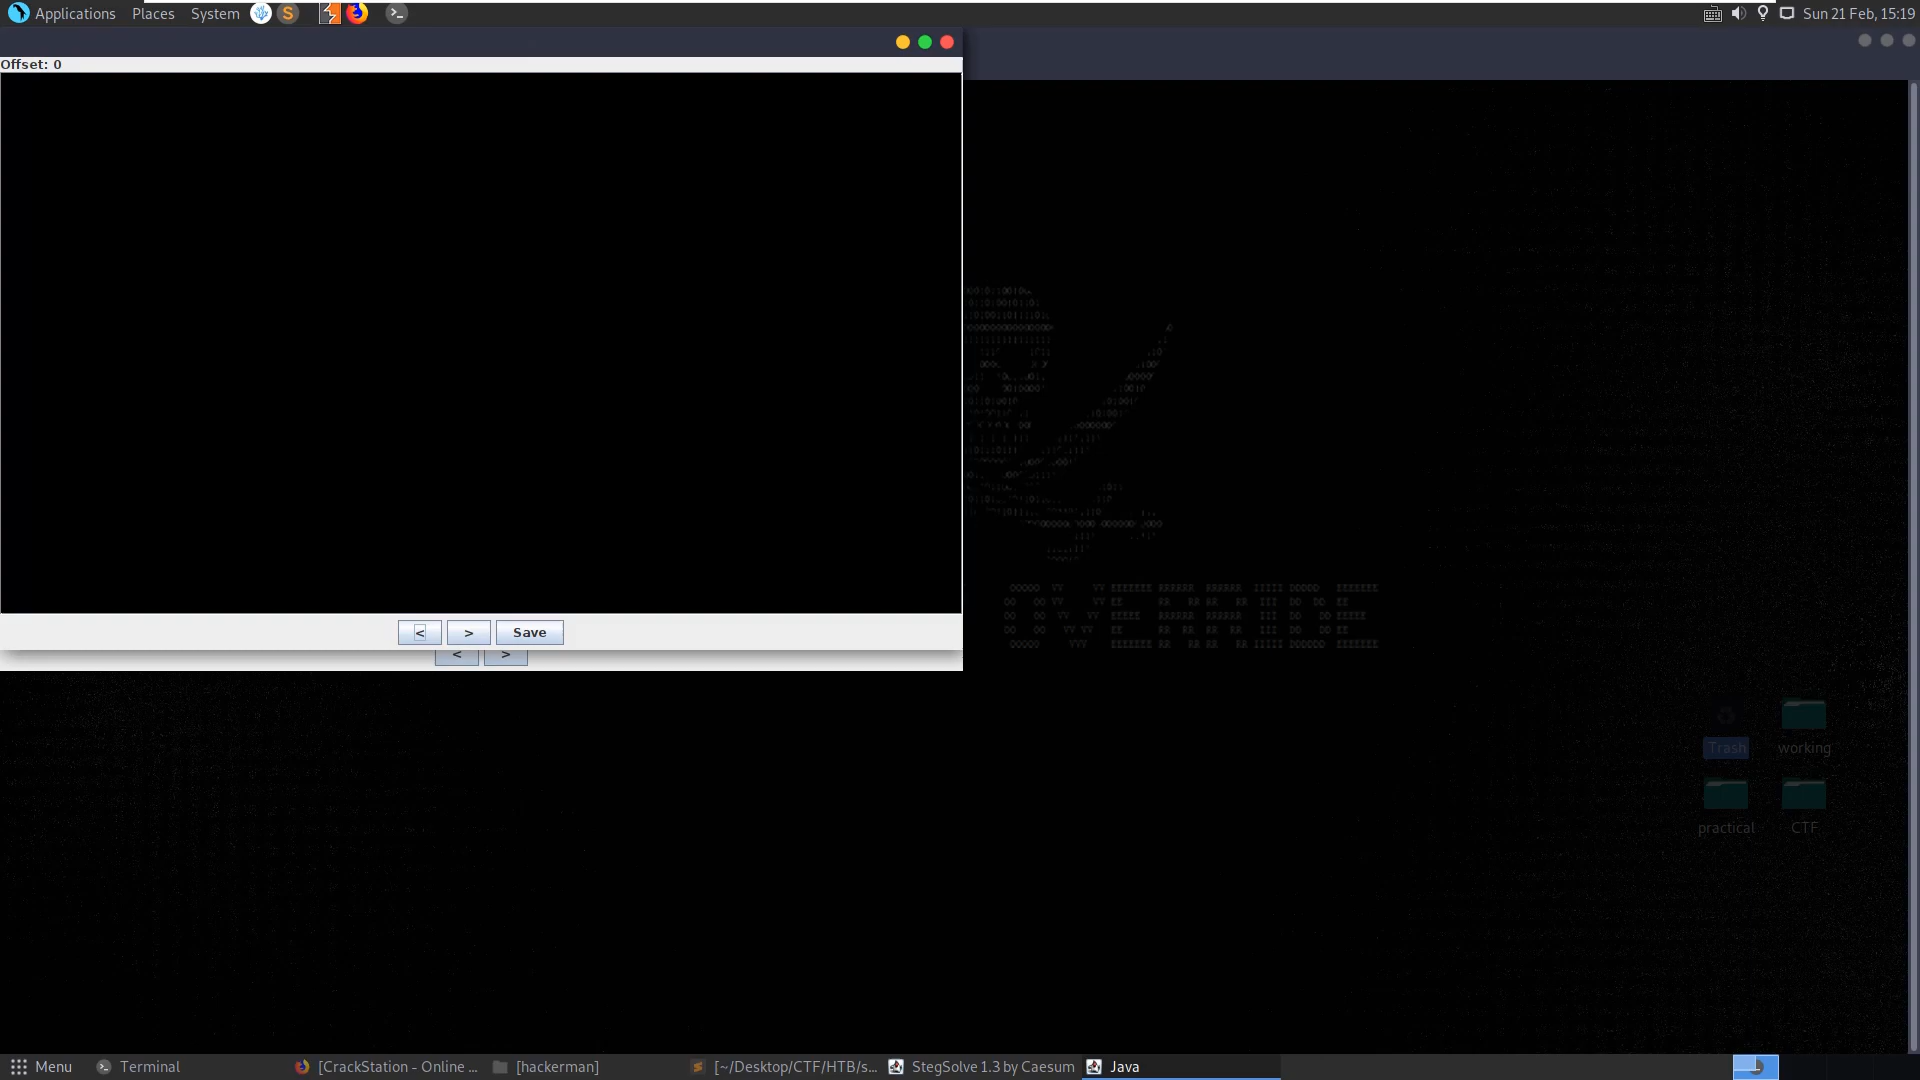 Applications Places System Sun 21 Feb, 15:19
Offset: 0
< > Save
< >
OVERRIDE
Trash working
practical CTF
Menu Terminal [CrackStation - Online ... [hackerman] [~/Desktop/CTF/HTB/s... StegSolve 1.3 by Caesum Java